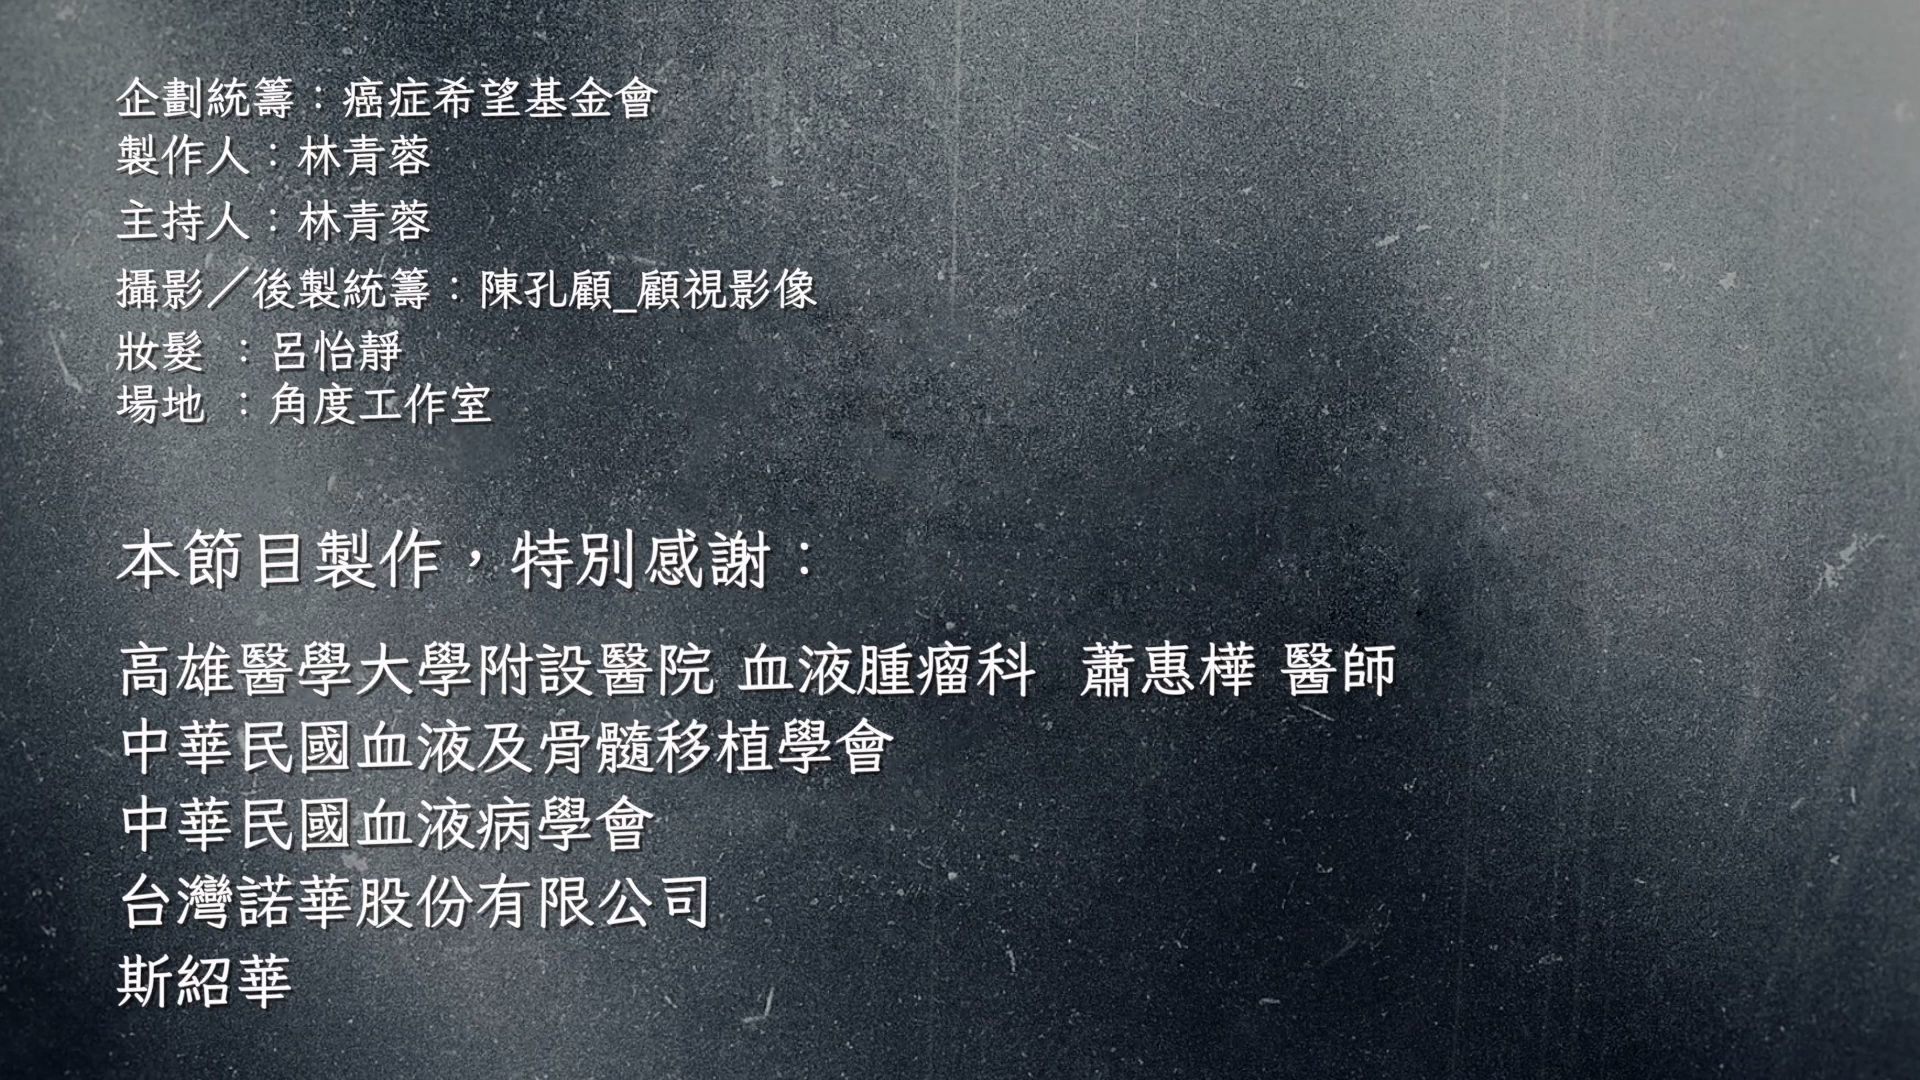 企劃統籌：癌症希望基金會
製作人：林青蓉
主持人：林青蓉
攝影／後製統籌：陳孔顧_顧視影像
妝髮 ：呂怡靜
場地 ：角度工作室
本節目製作，特別感謝：
高雄醫學大學附設醫院 血液腫瘤科 蕭惠樺 醫師
中華民國血液及骨髓移植學會
中華民國血液病學會
台灣諾華股份有限公司
斯紹華